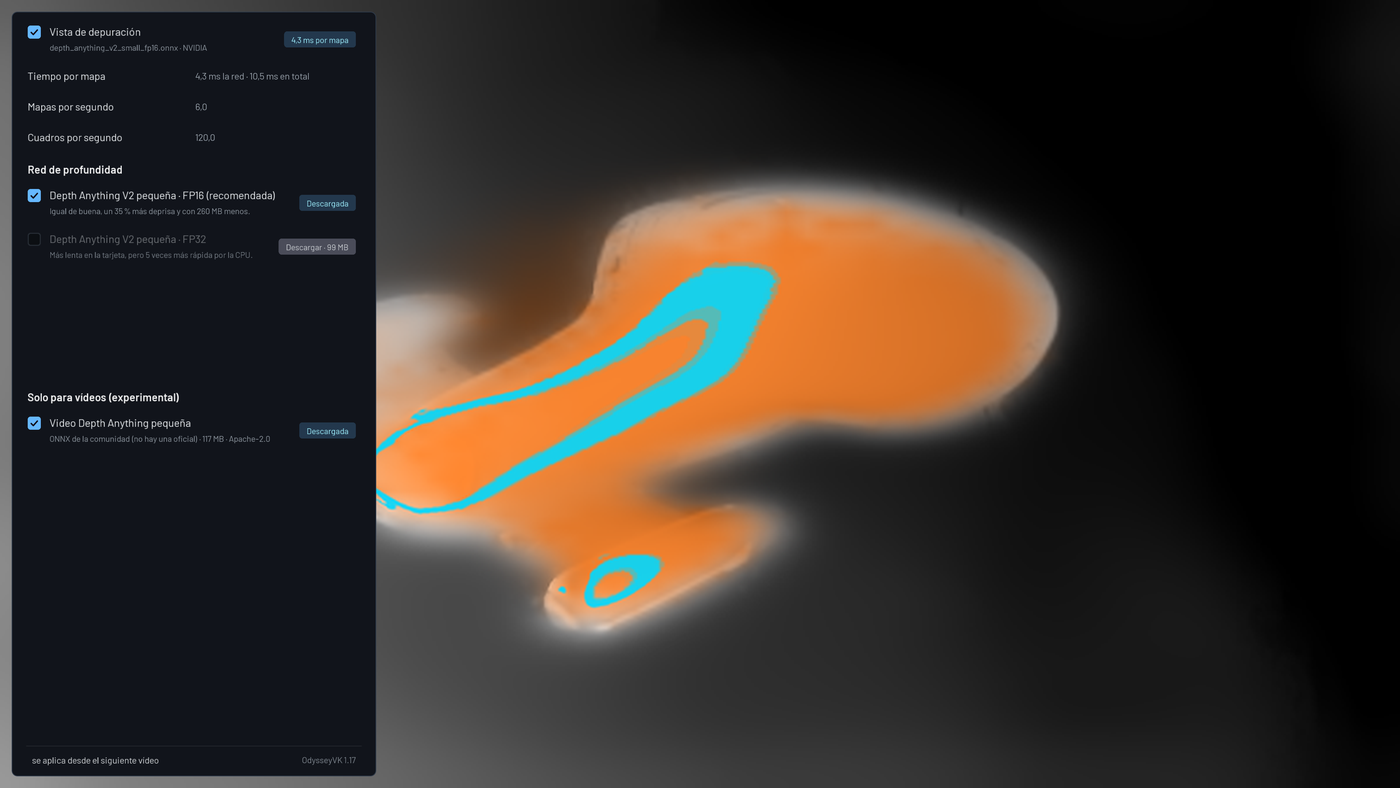 Vista de depuración
depth_anything_v2_small_fp16.onnx · NVIDIA
4,3 ms por mapa
Tiempo por mapa
4,3 ms la red · 10,5 ms en total
Mapas por segundo
6,0
Cuadros por segundo
120,0
Red de profundidad
Depth Anything V2 pequeña · FP16 (recomendada)
Igual de buena, un 35 % más deprisa y con 260 MB menos.
Descargada
Depth Anything V2 pequeña · FP32
Más lenta en la tarjeta, pero 5 veces más rápida por la CPU.
Descargar · 99 MB
Solo para videos (experimental)
Video Depth Anything pequeña
ONNX de la comunidad (no hay una oficial) · 117 MB · Apache-2.0
Descargada
se aplica desde el siguiente video
OdysseyVK 1.17